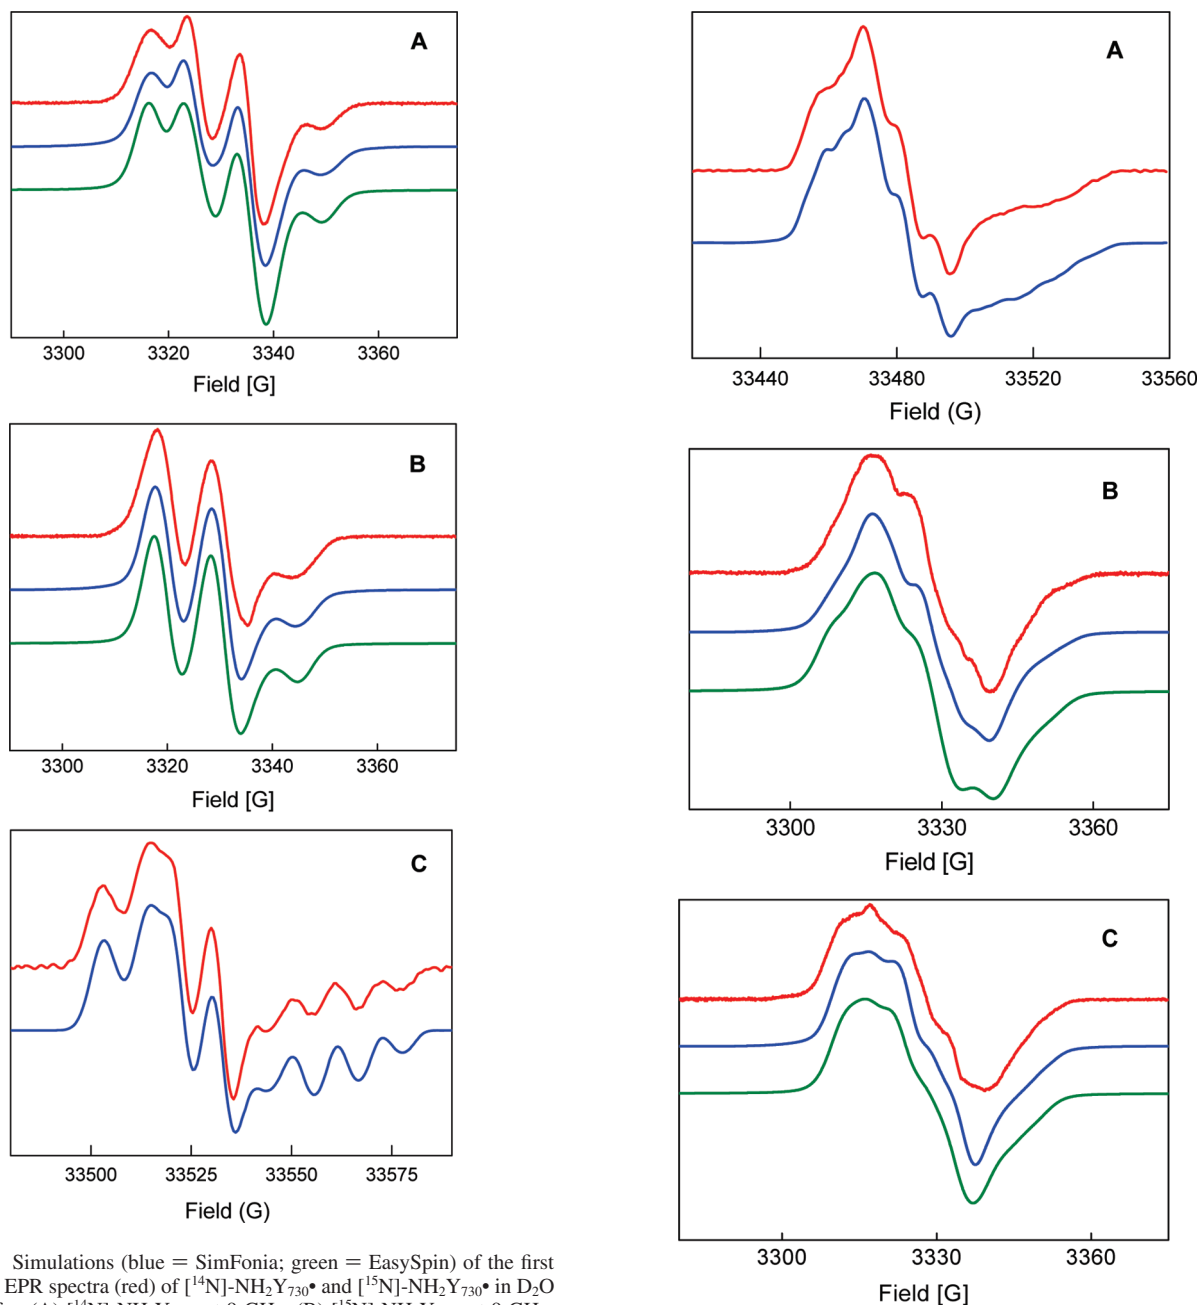 A
3300 3320 3340 3360
Field [G]
B
3300 3320 3340 3360
Field [G]
C
33500 33525 33550 33575
Field (G)
Simulations (blue = SimFonia; green = EasySpin) of the first
EPR spectra (red) of [¹⁴N]-NH₂Y₇₃₀• and [¹⁵N]-NH₂Y₇₃₀• in D₂O
A
33440 33480 33520 33560
Field (G)
B
3300 3330 3360
Field [G]
C
3300 3330 3360
Field [G]